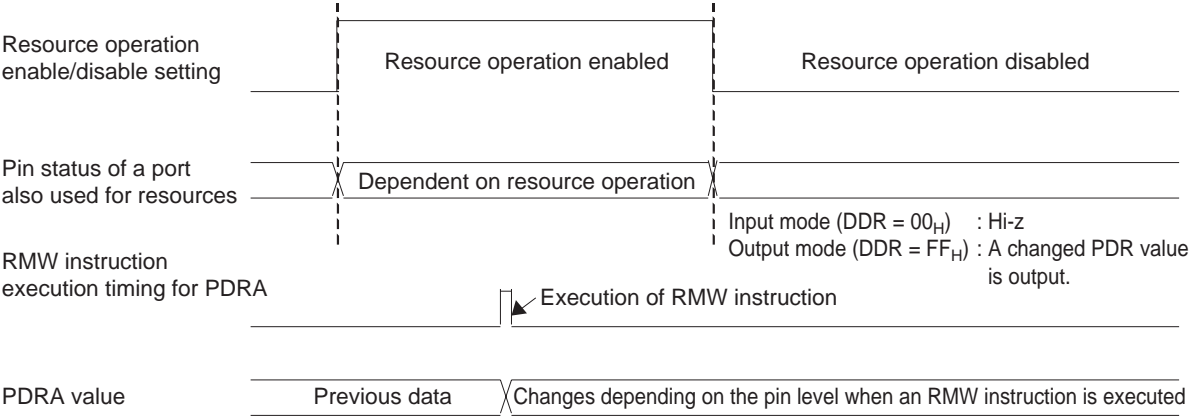 Resource operation
enable/disable setting
Resource operation enabled
Resource operation disabled
Pin status of a port
also used for resources
Dependent on resource operation
Input mode (DDR = 00H) : Hi-z
Output mode (DDR = FFH) : A changed PDR value
is output.
RMW instruction
execution timing for PDRA
Execution of RMW instruction
PDRA value
Previous data
Changes depending on the pin level when an RMW instruction is executed